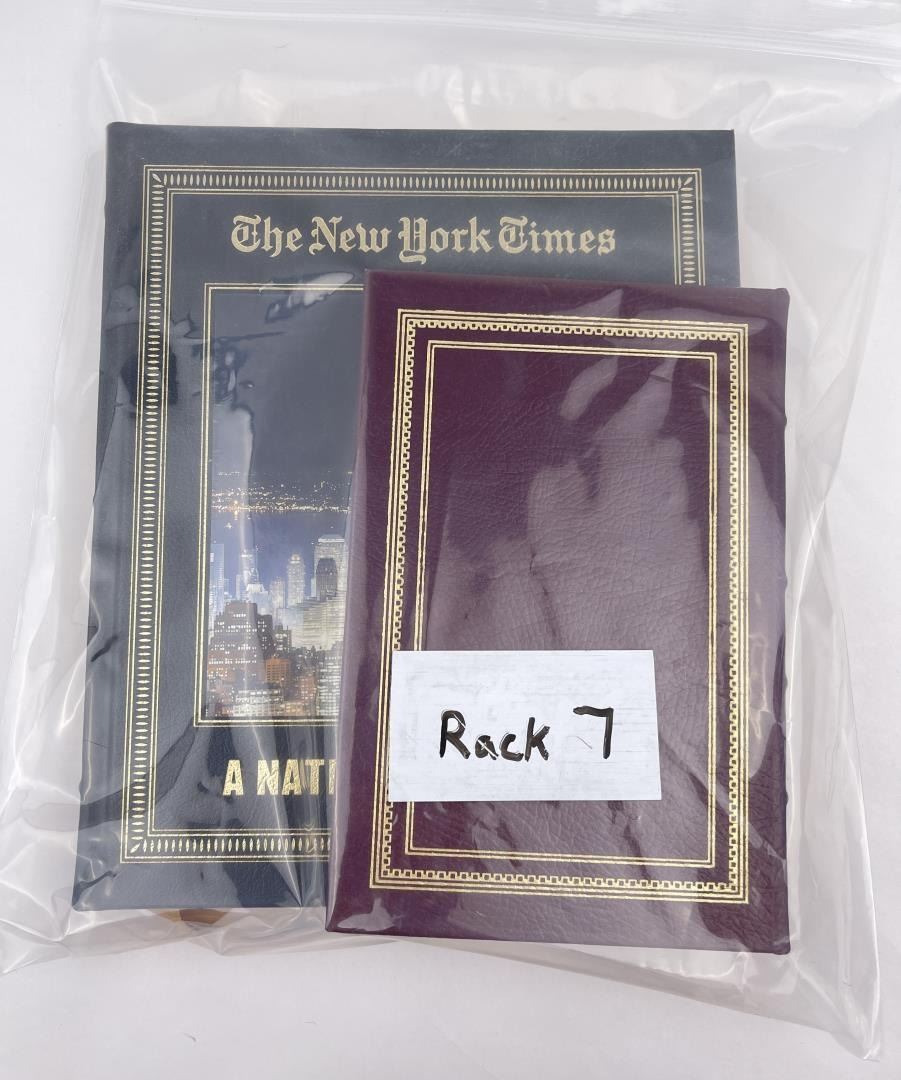 The New York Times
A NATI
Rack 7